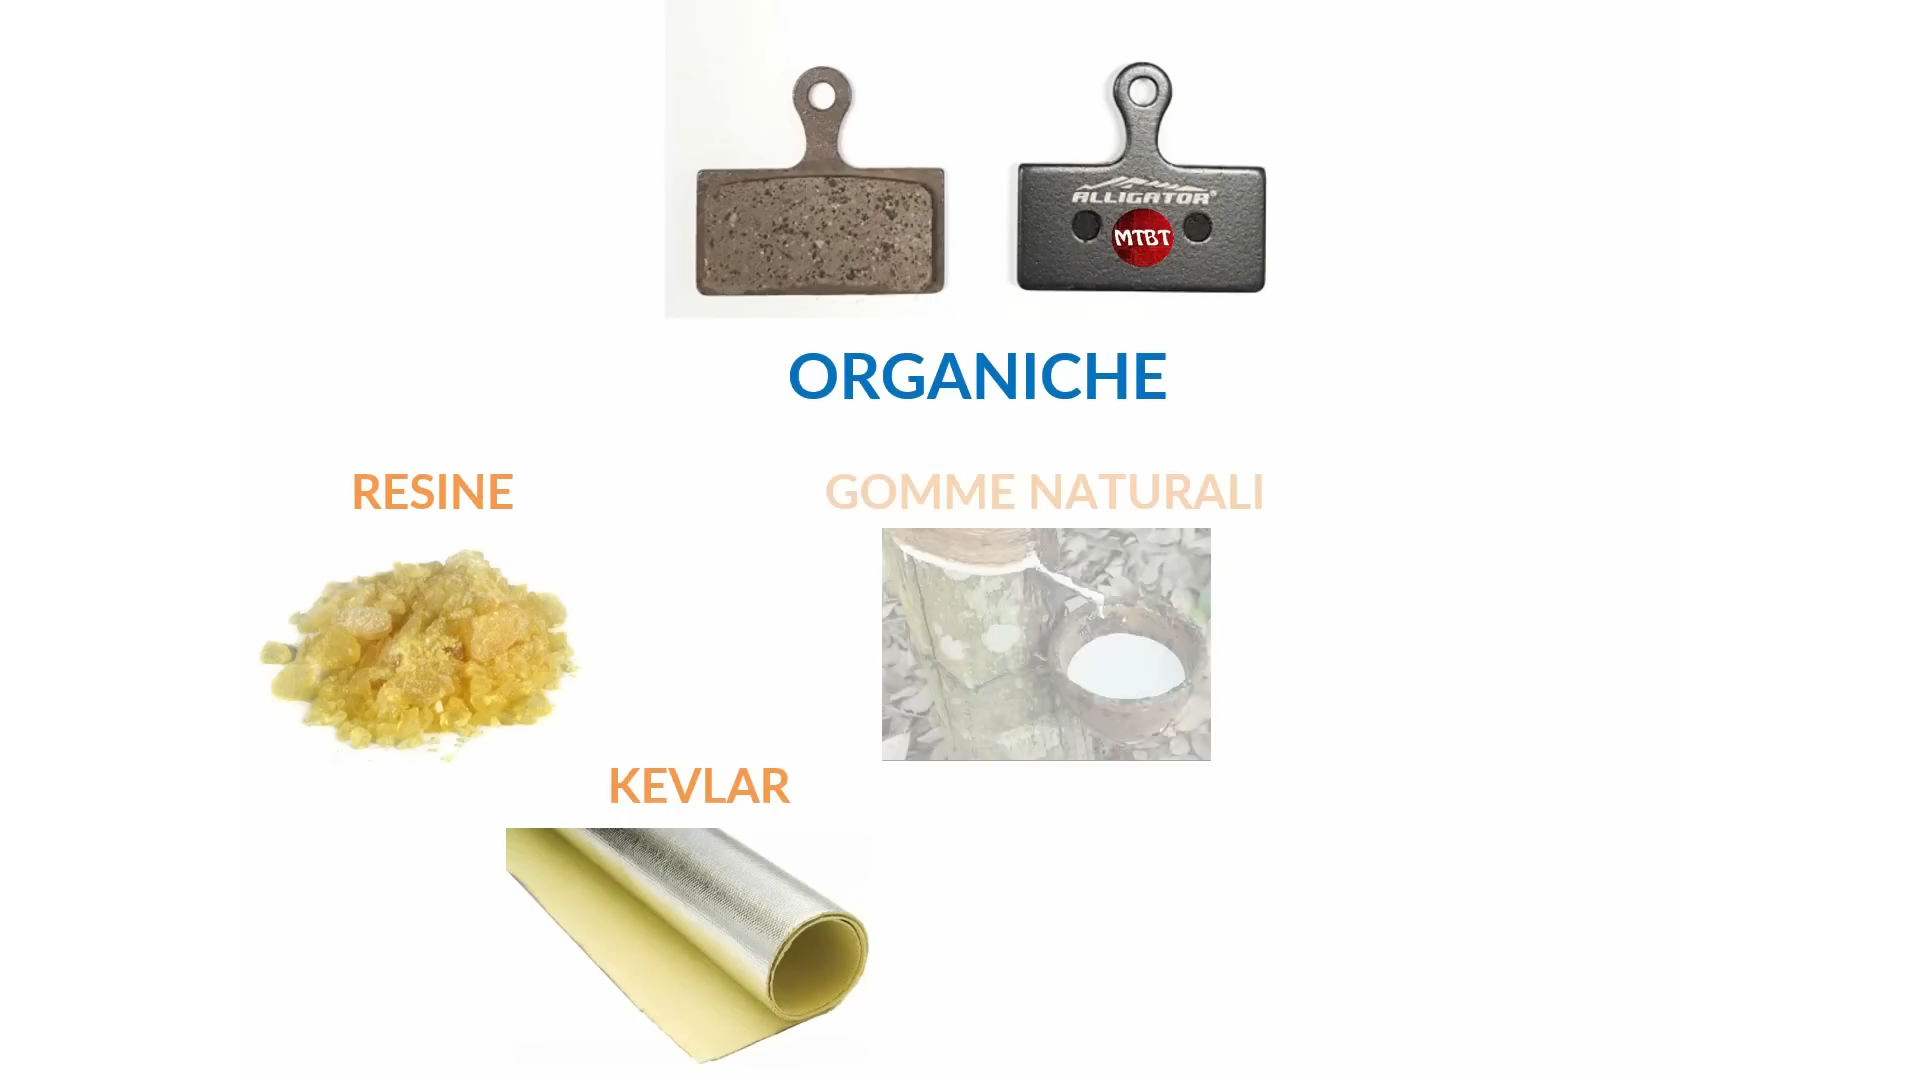 ALLIGATOR®
MTBT
ORGANICHE
RESINE
GOMME NATURALI
KEVLAR